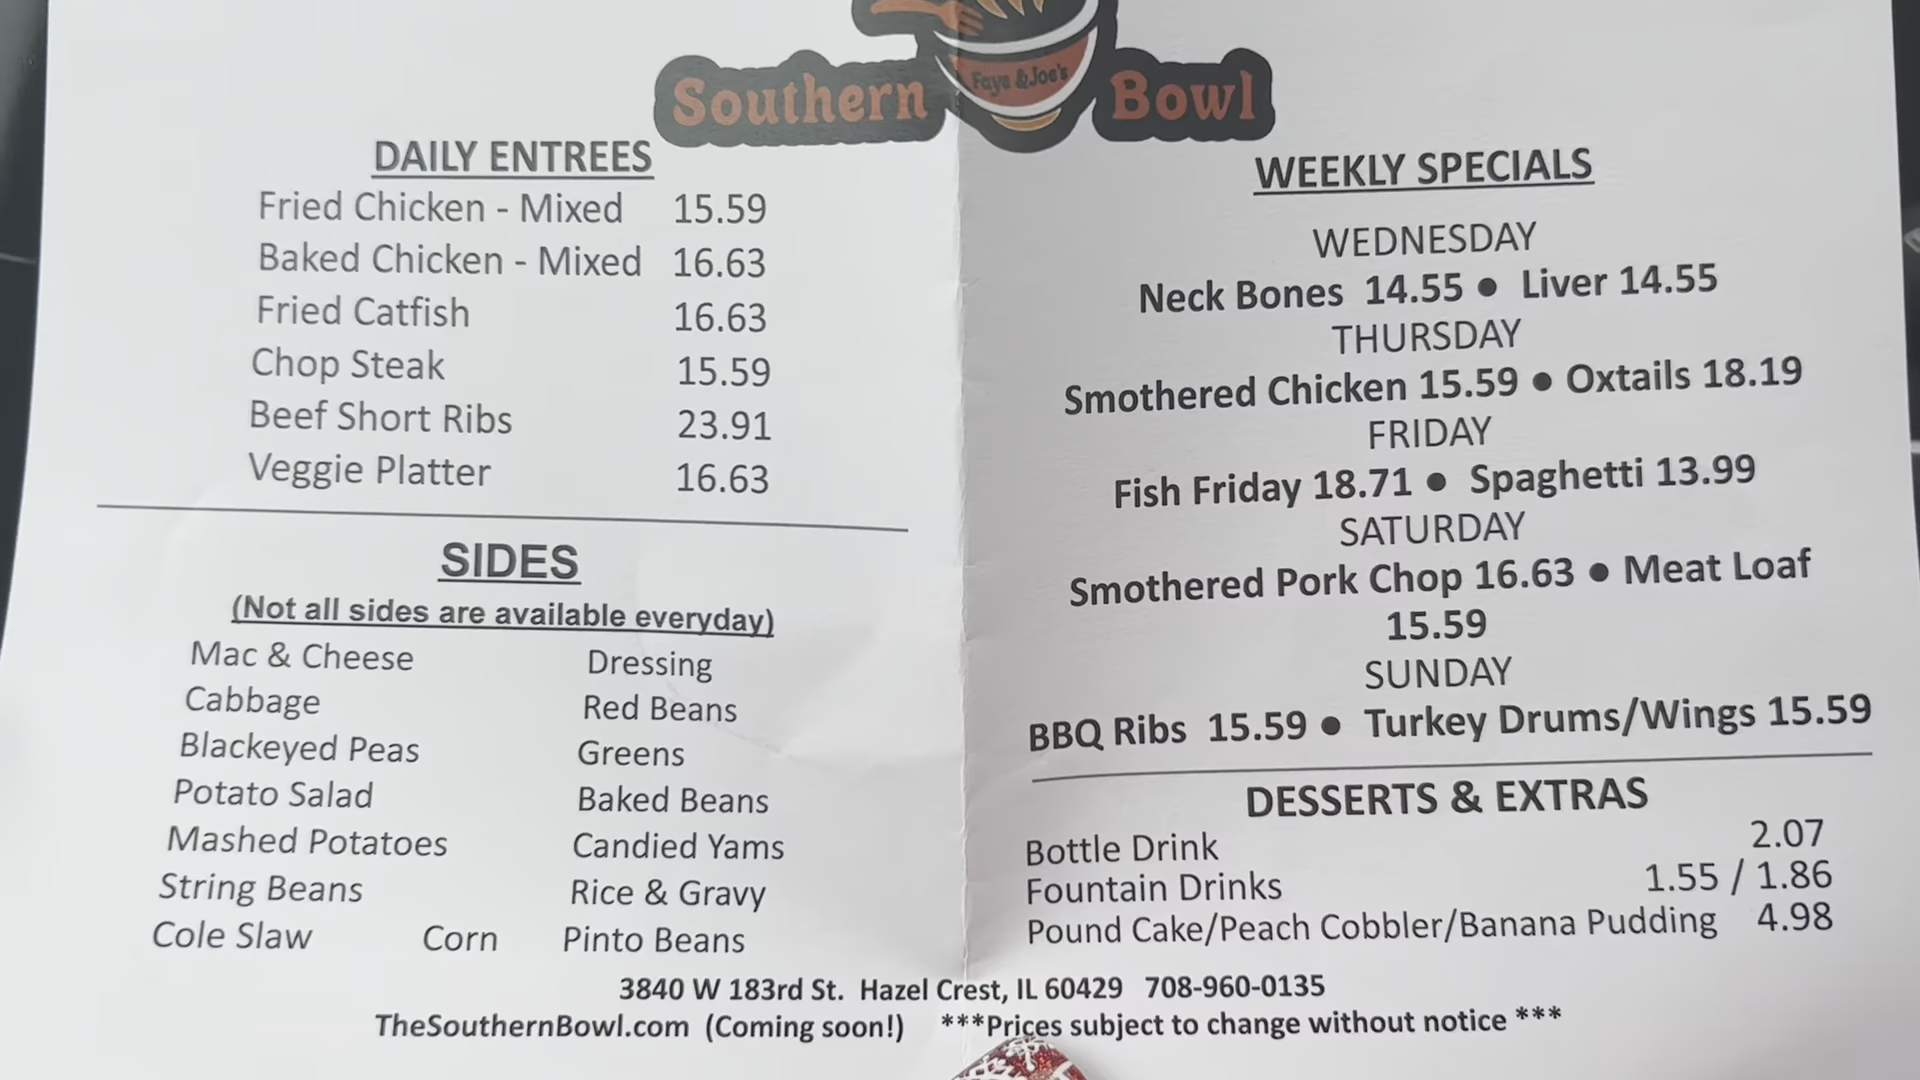 Southern Faye & Joe's Bowl
DAILY ENTREES
Fried Chicken - Mixed 15.59
Baked Chicken - Mixed 16.63
Fried Catfish 16.63
Chop Steak 15.59
Beef Short Ribs 23.91
Veggie Platter 16.63
SIDES
(Not all sides are available everyday)
Mac & Cheese Dressing
Cabbage Red Beans
Blackeyed Peas Greens
Potato Salad Baked Beans
Mashed Potatoes Candied Yams
String Beans Rice & Gravy
Cole Slaw Corn Pinto Beans
WEEKLY SPECIALS
WEDNESDAY
Neck Bones 14.55 ● Liver 14.55
THURSDAY
Smothered Chicken 15.59 ● Oxtails 18.19
FRIDAY
Fish Friday 18.71 ● Spaghetti 13.99
SATURDAY
Smothered Pork Chop 16.63 ● Meat Loaf
15.59
SUNDAY
BBQ Ribs 15.59 ● Turkey Drums/Wings 15.59
DESSERTS & EXTRAS
Bottle Drink 2.07
Fountain Drinks 1.55 / 1.86
Pound Cake/Peach Cobbler/Banana Pudding 4.98
3840 W 183rd St. Hazel Crest, IL 60429 708-960-0135
TheSouthernBowl.com (Coming soon!) ***Prices subject to change without notice ***